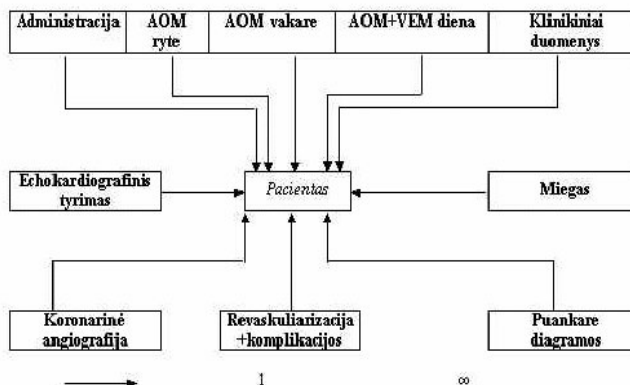 Administracija
AOM
ryte
AOM vakare
AOM+VEM diena
Klinikiniai
duomenys
Echokardiografinis
tyrimas
Pacientas
Miegas
Koronarinė
angiografija
Revaskuliarizacija
+komplikacijos
Puankare
diagramos
1
∞